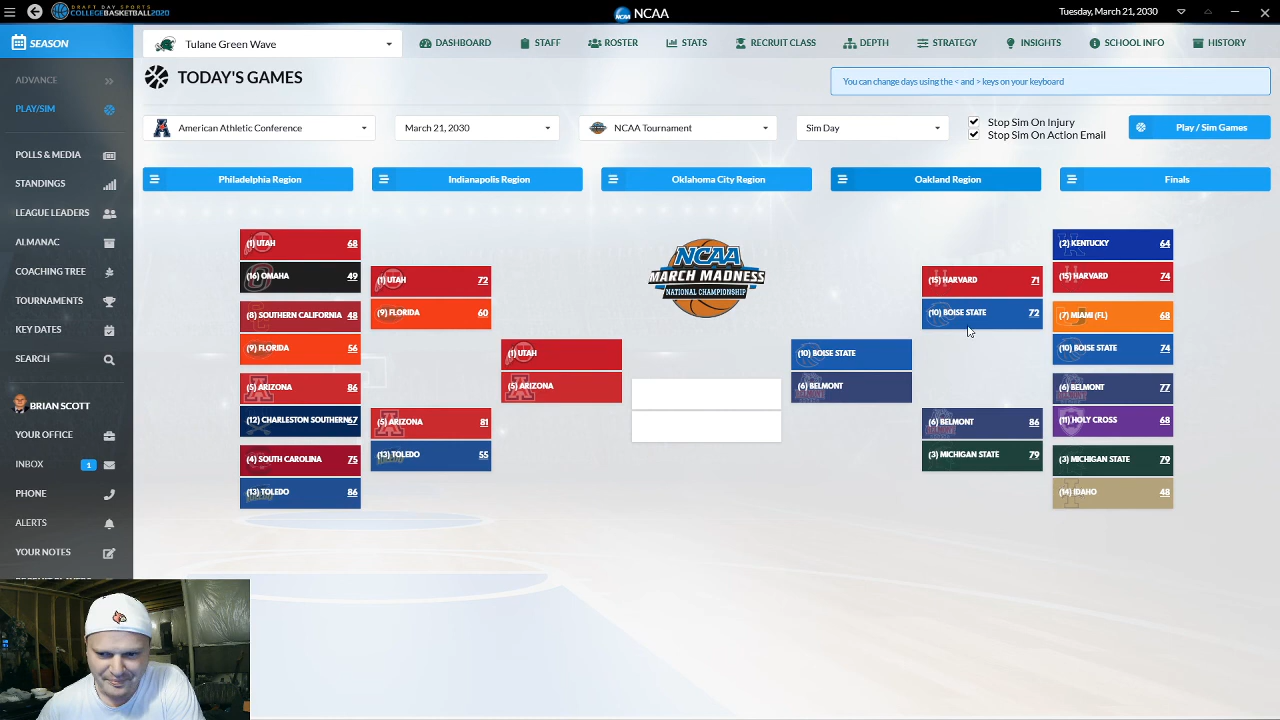 DRAFT DAY SPORTS
COLLEGE BASKETBALL 2020
NCAA
Tuesday, March 21, 2030
SEASON
Tulane Green Wave
DASHBOARD
STAFF
ROSTER
STATS
RECRUIT CLASS
DEPTH
STRATEGY
INSIGHTS
SCHOOL INFO
HISTORY
ADVANCE
PLAY/SIM
POLLS & MEDIA
STANDINGS
LEAGUE LEADERS
ALMANAC
COACHING TREE
TOURNAMENTS
KEY DATES
SEARCH
BRIAN SCOTT
YOUR OFFICE
INBOX 1
PHONE
ALERTS
YOUR NOTES
TODAY'S GAMES
You can change days using the < and > keys on your keyboard
American Athletic Conference
March 21, 2030
NCAA Tournament
Sim Day
Stop Sim On Injury
Stop Sim On Action Email
Play / Sim Games
Philadelphia Region
Indianapolis Region
Oklahoma City Region
Oakland Region
Finals
(1) UTAH 68
(16) OMAHA 49
(8) SOUTHERN CALIFORNIA 48
(9) FLORIDA 56
(5) ARIZONA 86
(12) CHARLESTON SOUTHERN 67
(4) SOUTH CAROLINA 75
(13) TOLEDO 86
(1) UTAH 72
(9) FLORIDA 60
(5) ARIZONA 81
(13) TOLEDO 55
(1) UTAH
(5) ARIZONA
NCAA
MARCH MADNESS
NATIONAL CHAMPIONSHIP
(10) BOISE STATE
(6) BELMONT
(15) HARVARD 71
(10) BOISE STATE 72
(6) BELMONT 86
(3) MICHIGAN STATE 79
(2) KENTUCKY 64
(15) HARVARD 74
(7) MIAMI (FL) 68
(10) BOISE STATE 74
(6) BELMONT 77
(11) HOLY CROSS 68
(3) MICHIGAN STATE 79
(14) IDAHO 48